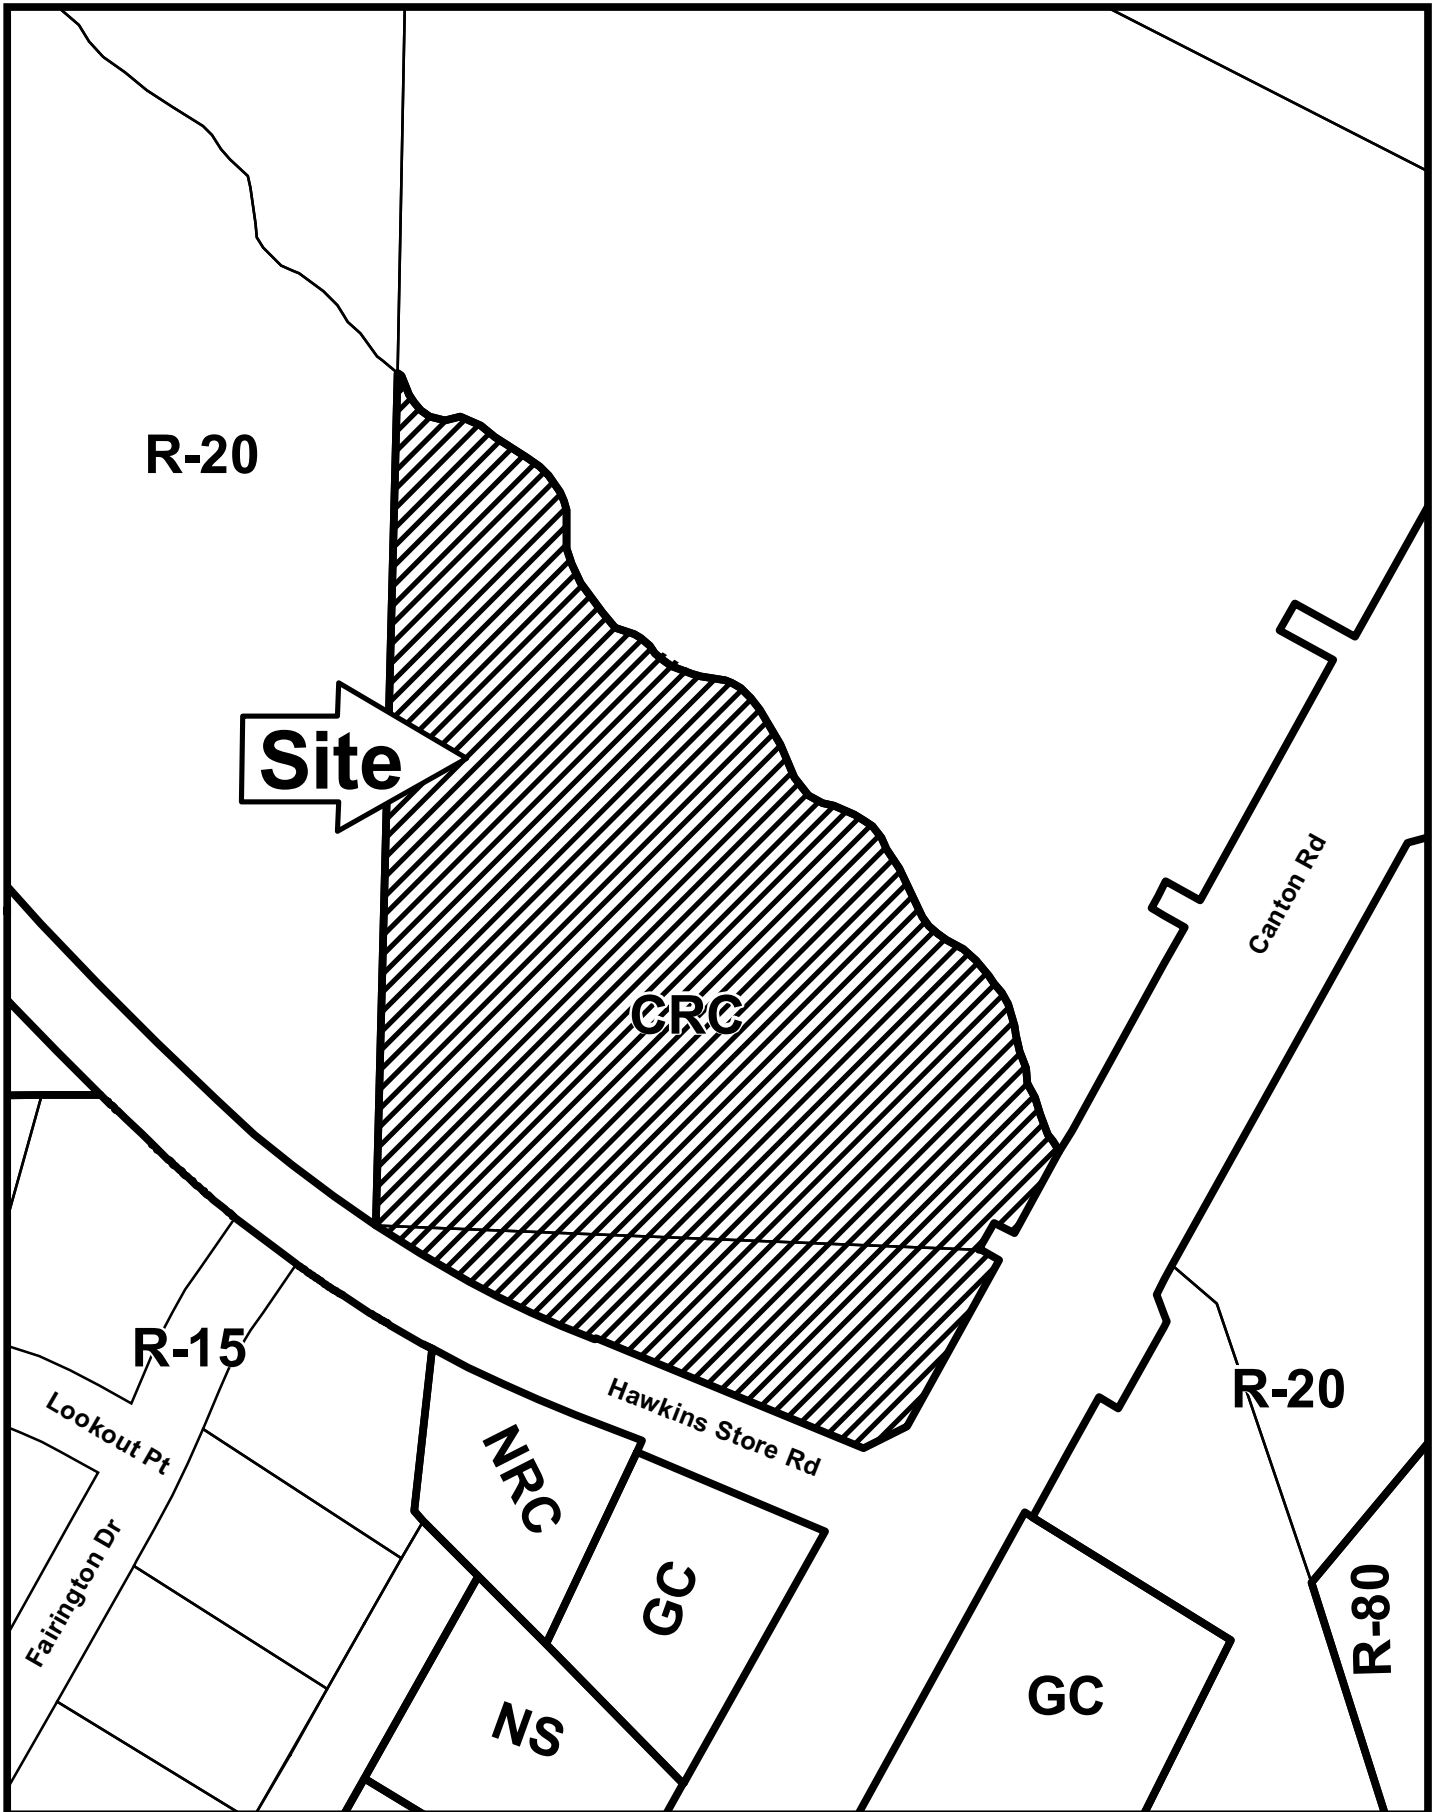 R-20
Site
Canton Rd
CRC
R-15
Lookout Pt
Hawkins Store Rd
R-20
NRC
Fairington Dr
GC
R-80
NS
GC